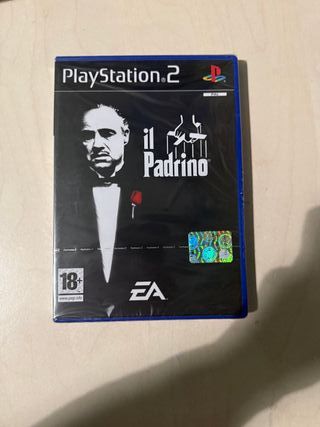 PlayStation®2
il
Padrino
18+
www.pegi.info
EA